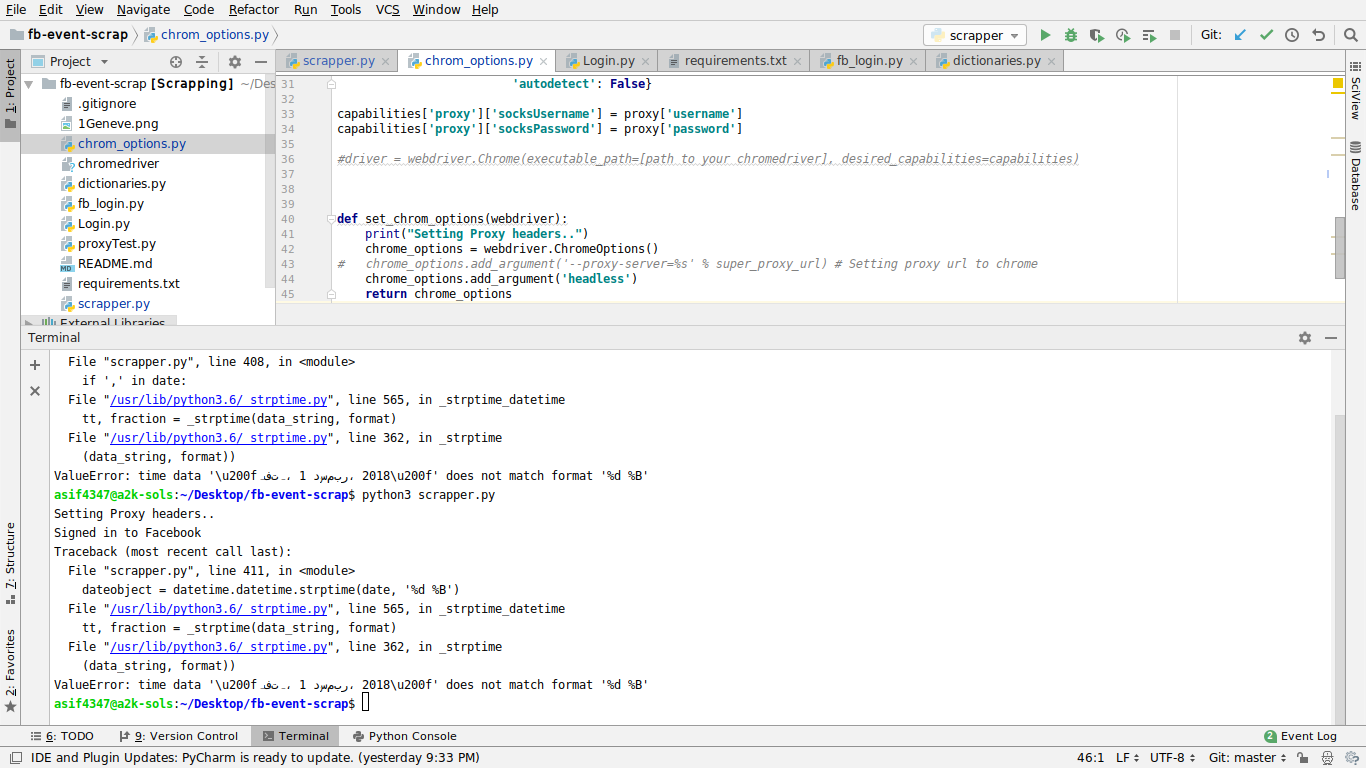 File Edit View Navigate Code Refactor Run Tools VCS Window Help
fb-event-scrap chrom_options.py scrapper Git:
Project scrapper.py chrom_options.py Login.py requirements.txt fb_login.py dictionaries.py
1: Project
fb-event-scrap [Scrapping] ~/Des
.gitignore
1Geneve.png
chrom_options.py
chromedriver
dictionaries.py
fb_login.py
Login.py
proxyTest.py
README.md
requirements.txt
scrapper.py
External Libraries
31 'autodetect': False}
32
33 capabilities['proxy']['socksUsername'] = proxy['username']
34 capabilities['proxy']['socksPassword'] = proxy['password']
35
36 #driver = webdriver.Chrome(executable_path=[path to your chromedriver], desired_capabilities=capabilities)
37
38
39
40 def set_chrom_options(webdriver):
41 print("Setting Proxy headers..")
42 chrome_options = webdriver.ChromeOptions()
43 # chrome_options.add_argument('--proxy-server=%s' % super_proxy_url) # Setting proxy url to chrome
44 chrome_options.add_argument('headless')
45 return chrome_options
SciView
Database
Terminal
File "scrapper.py", line 408, in <module>
if ',' in date:
File "/usr/lib/python3.6/_strptime.py", line 565, in _strptime_datetime
tt, fraction = _strptime(data_string, format)
File "/usr/lib/python3.6/_strptime.py", line 362, in _strptime
(data_string, format))
ValueError: time data '\u200f 1 ، 2018\u200f' does not match format '%d %B'
asif4347@a2k-sols:~/Desktop/fb-event-scrap$ python3 scrapper.py
Setting Proxy headers..
Signed in to Facebook
Traceback (most recent call last):
File "scrapper.py", line 411, in <module>
dateobject = datetime.datetime.strptime(date, '%d %B')
File "/usr/lib/python3.6/_strptime.py", line 565, in _strptime_datetime
tt, fraction = _strptime(data_string, format)
File "/usr/lib/python3.6/_strptime.py", line 362, in _strptime
(data_string, format))
ValueError: time data '\u200f 1 ، 2018\u200f' does not match format '%d %B'
asif4347@a2k-sols:~/Desktop/fb-event-scrap$
7: Structure
2: Favorites
6: TODO 9: Version Control Terminal Python Console 2 Event Log
IDE and Plugin Updates: PyCharm is ready to update. (yesterday 9:33 PM) 46:1 LF UTF-8 Git: master